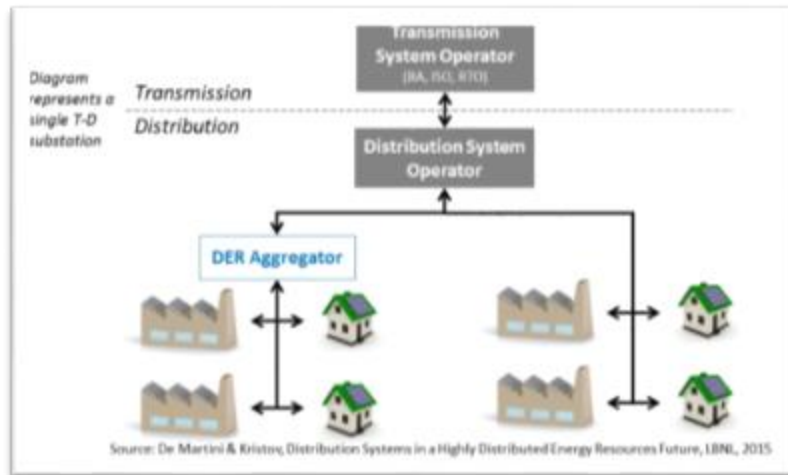 Transmission
System Operator
(BA, ISO, RTO)
Diagram
represents a
single T-D
substation
Transmission
Distribution
Distribution System
Operator
DER Aggregator
Source: De Martini & Kristov, Distribution Systems in a Highly Distributed Energy Resources Future, LBNL, 2015